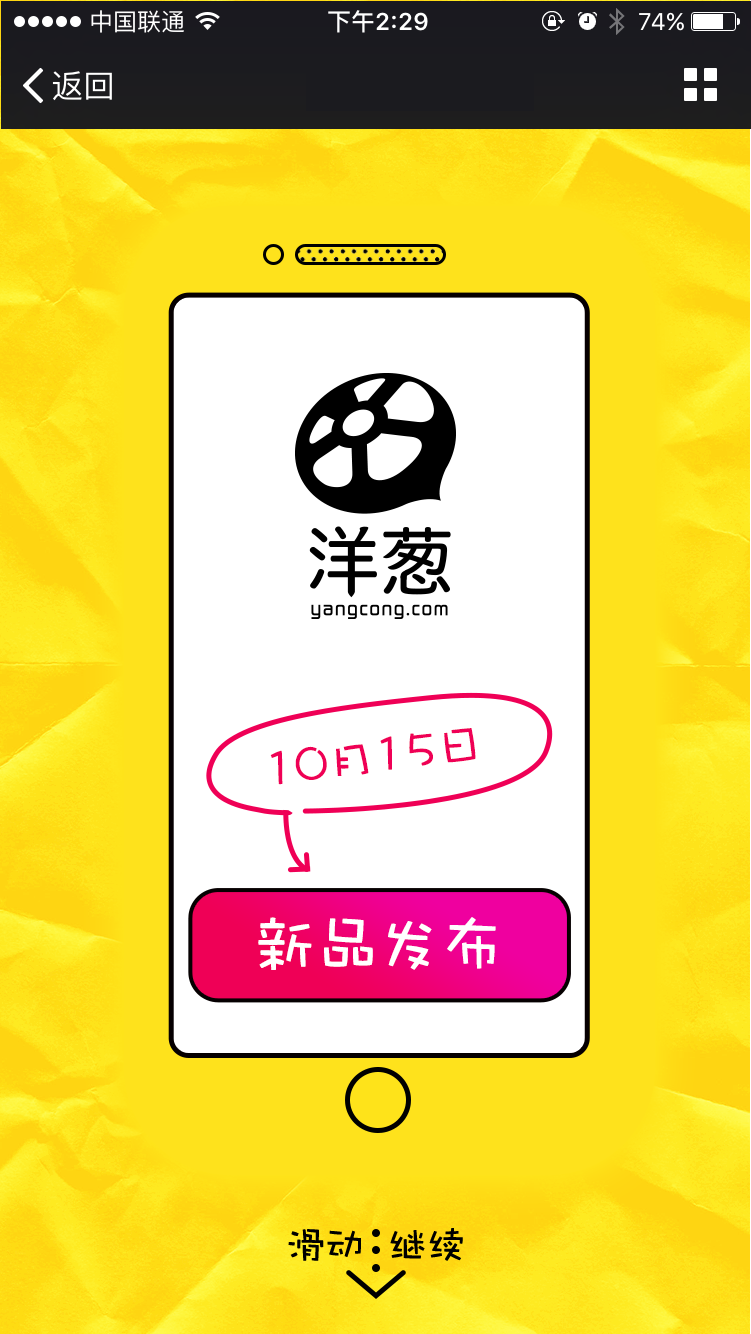 中国联通 下午2:29 74%
返回
洋葱
yangcong.com
10月15日
新品发布
滑动 继续